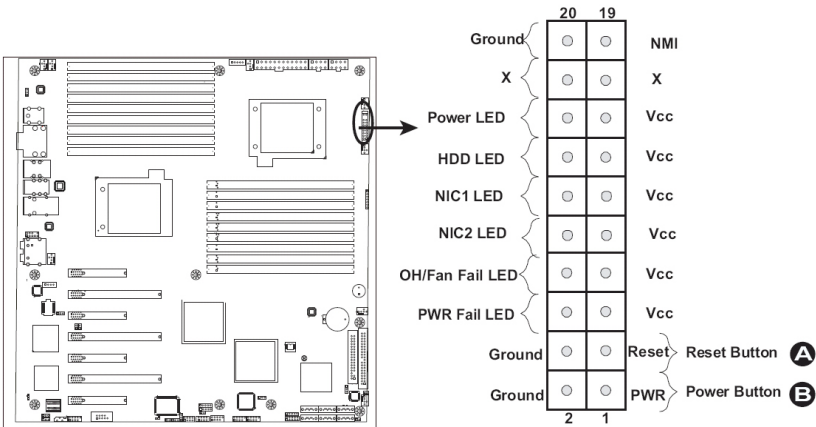 20 19
Ground NMI
X X
Power LED Vcc
HDD LED Vcc
NIC1 LED Vcc
NIC2 LED Vcc
OH/Fan Fail LED Vcc
PWR Fail LED Vcc
Ground Reset Reset Button A
Ground PWR Power Button B
2 1